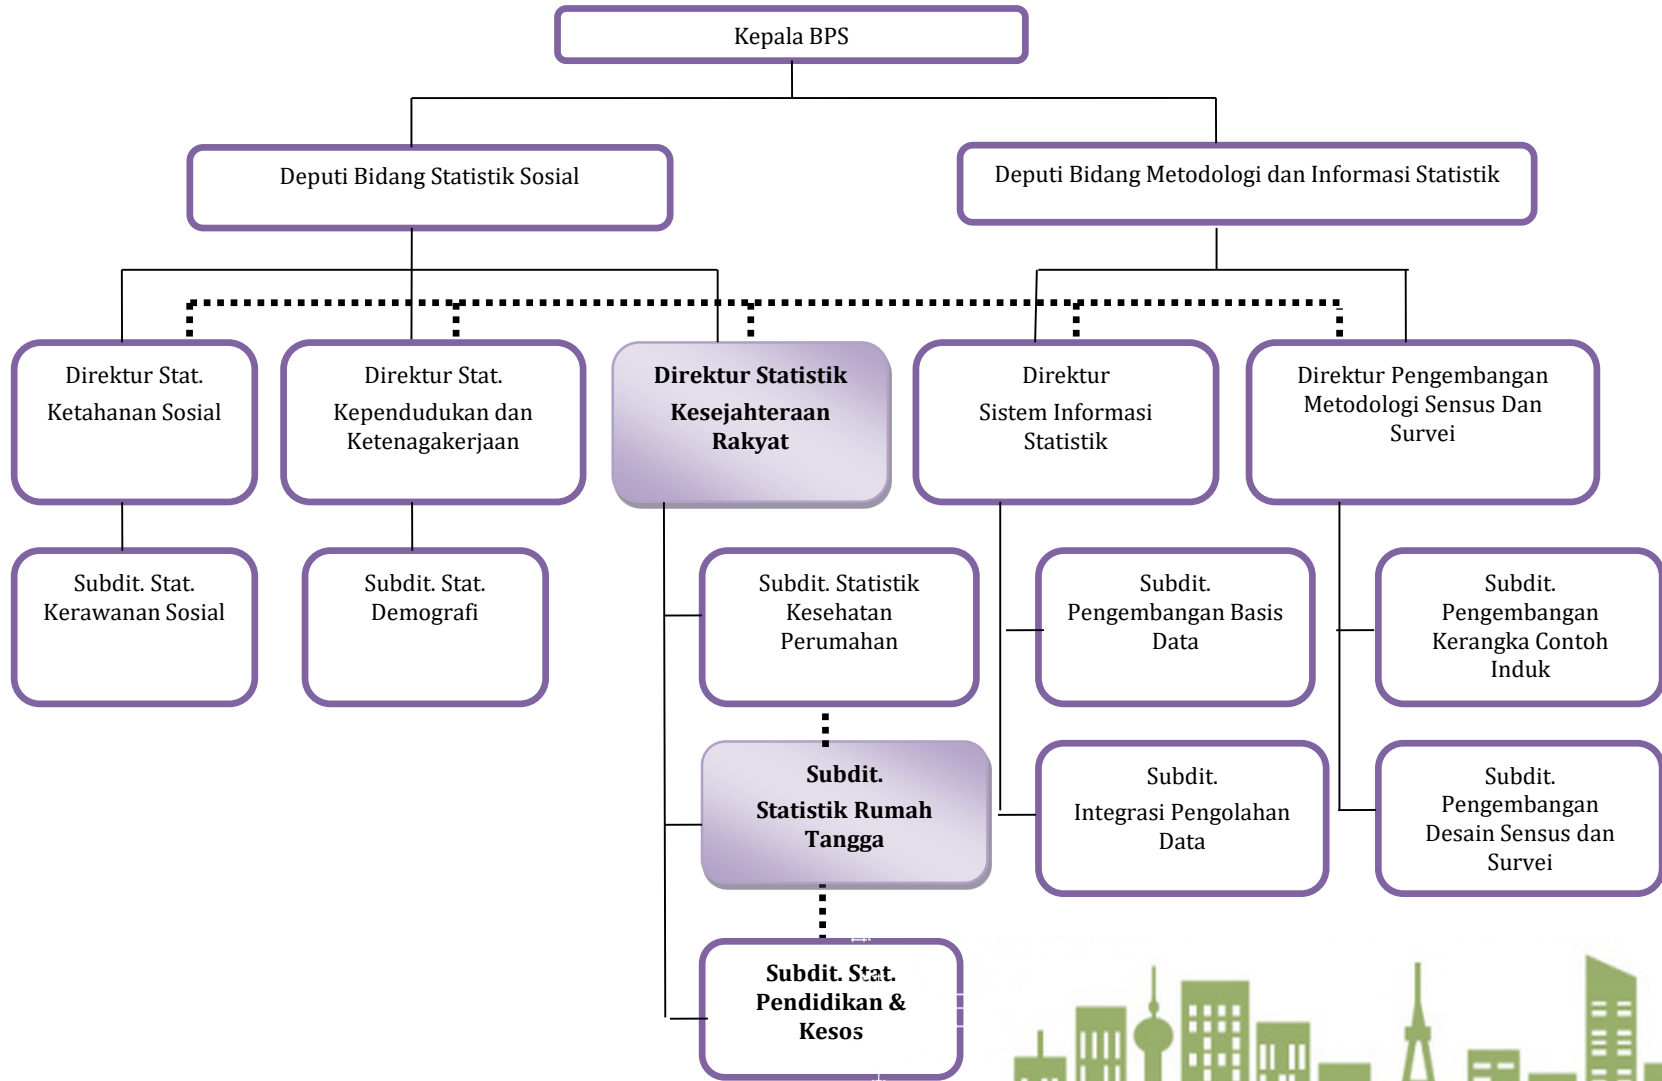 Kepala BPS
Deputi Bidang Statistik Sosial
Deputi Bidang Metodologi dan Informasi Statistik
Direktur Stat.
Ketahanan Sosial
Direktur Stat.
Kependudukan dan
Ketenagakerjaan
Direktur Statistik
Kesejahteraan
Rakyat
Direktur
Sistem Informasi
Statistik
Direktur Pengembangan
Metodologi Sensus Dan
Survei
Subdit. Stat.
Kerawanan Sosial
Subdit. Stat.
Demografi
Subdit. Statistik
Kesehatan
Perumahan
Subdit.
Pengembangan Basis
Data
Subdit.
Pengembangan
Kerangka Contoh
Induk
Subdit.
Statistik Rumah
Tangga
Subdit.
Integrasi Pengolahan
Data
Subdit.
Pengembangan
Desain Sensus dan
Survei
Subdit. Stat.
Pendidikan &
Kesos